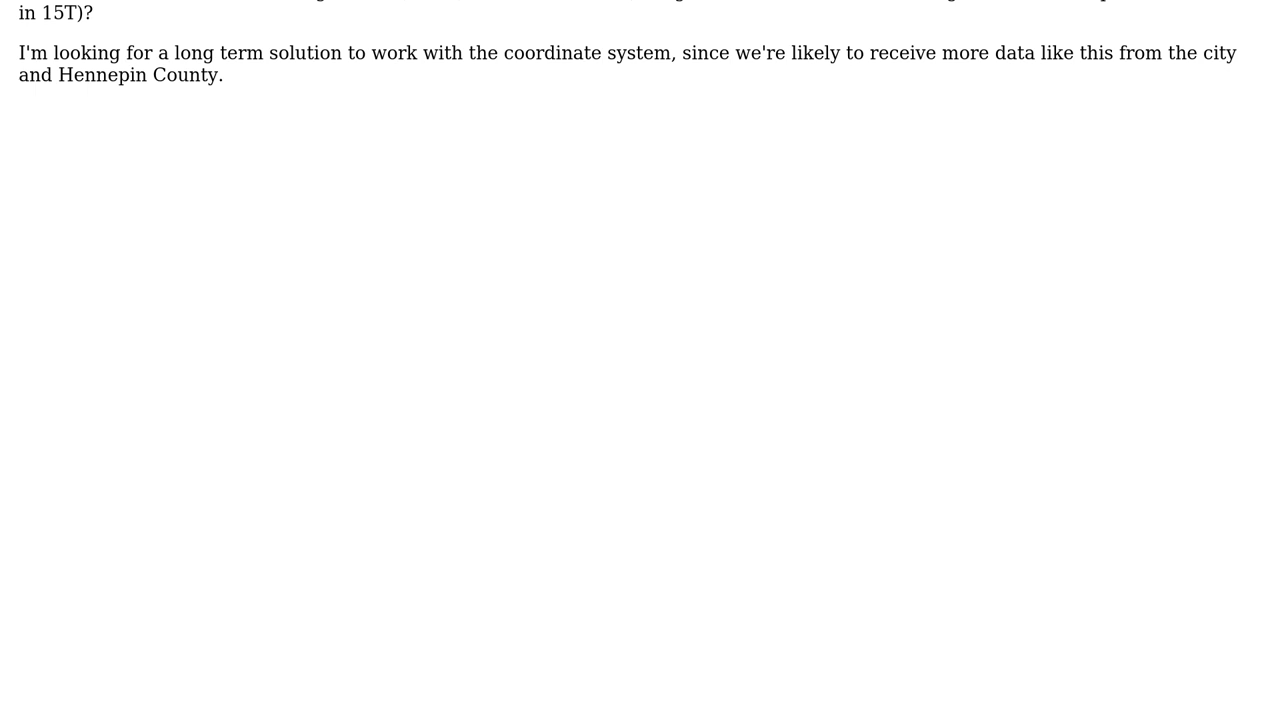 in 15T)?
I'm looking for a long term solution to work with the coordinate system, since we're likely to receive more data like this from the city
and Hennepin County.